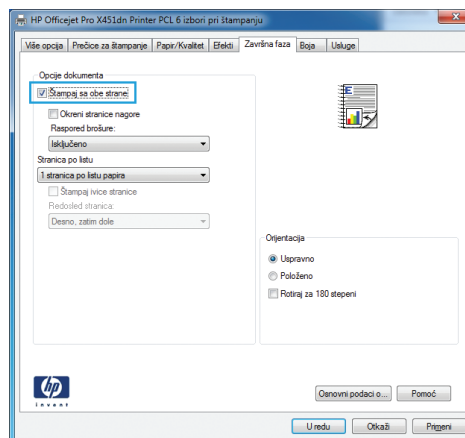 HP Officejet Pro X451dn Printer PCL 6 izbori pri štampanju
Više opcija Prečice za štampanje Papir/Kvalitet Efekti Završna faza Boja Usluge
Opcije dokumenta
Štampaj sa obe strane
Okreni stranice nagore
Raspored brošure:
Isključeno
Stranica po listu
1 stranica po listu papira
Štampaj ivice stranice
Redosled stranica:
Desno, zatim dole
Orijentacija
Uspravno
Položeno
Rotiraj za 180 stepeni
hp
invent
Osnovni podaci o... Pomoć
U redu Otkaži Primeni